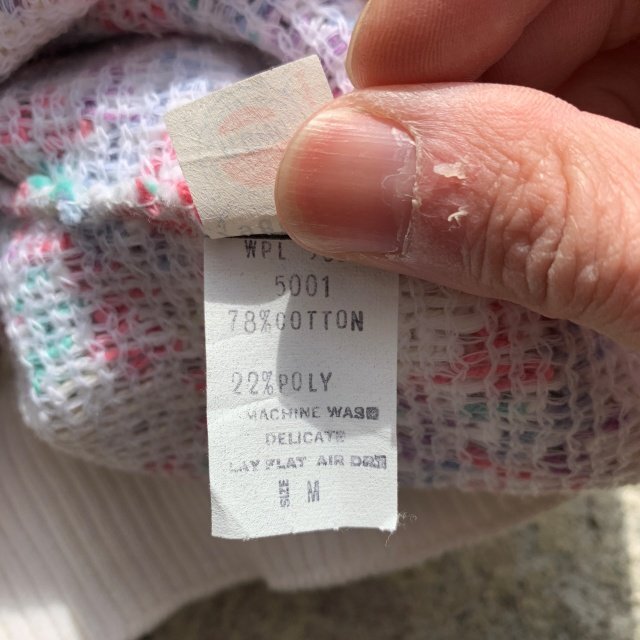 WPL
5001
78%COTTON
22%POLY
MACHINE WASH
DELICATE
LAY FLAT AIR DRY
SIZE M